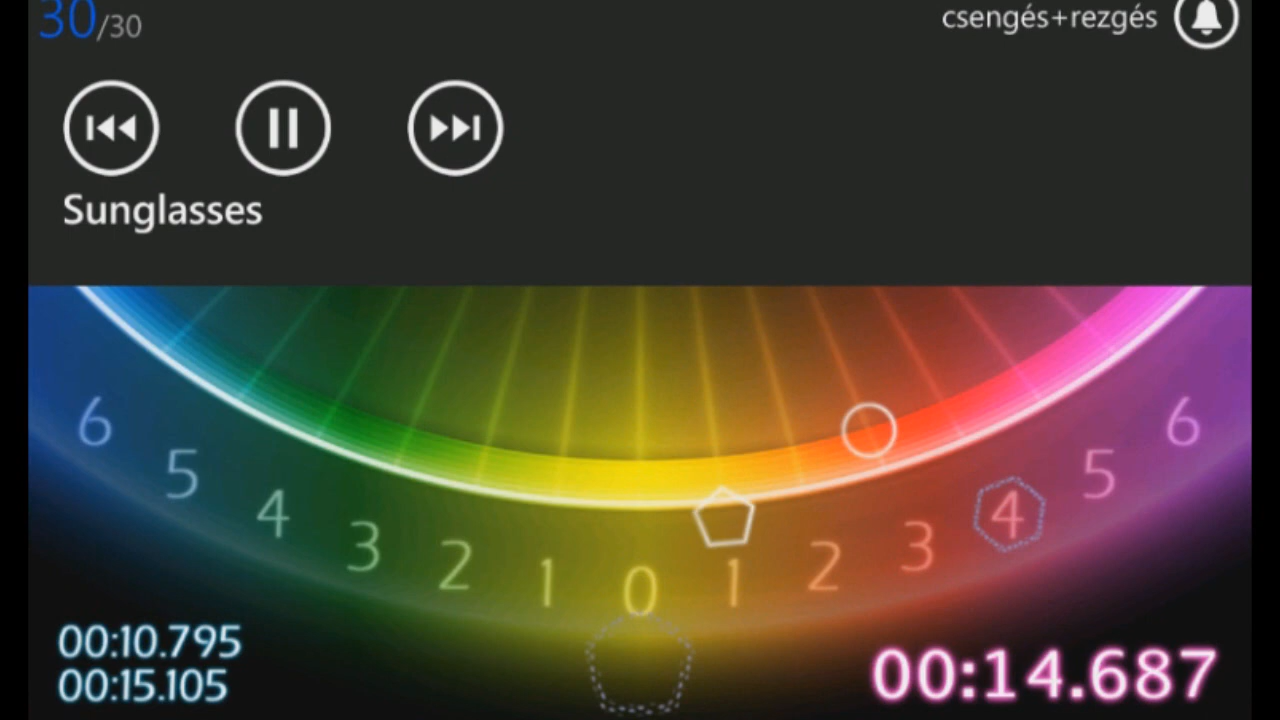 30/30
csengés+rezgés
Sunglasses
6 5 4 3 2 1 0 1 2 3 4 5 6
00:10.795
00:15.105
00:14.687